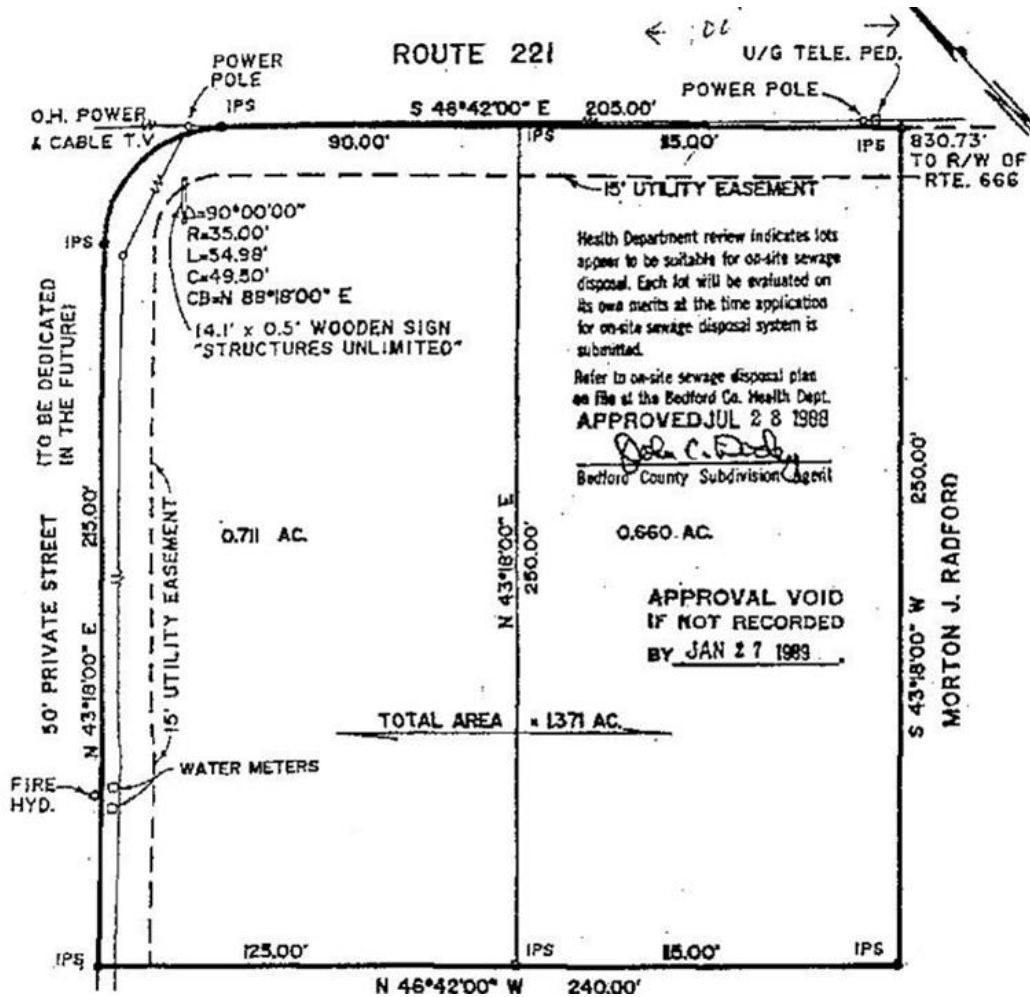 ROUTE 221
U/G TELE. PED.
POWER
POLE
POWER POLE
O.H. POWER
& CABLE T.V.
IPS
S 46°42'00" E 205.00'
90.00'
IPS
115.00'
IPS
830.73'
TO R/W OF
RTE. 666
15' UTILITY EASEMENT
IPS
Δ=90°00'00"
R=35.00'
L=54.98'
C=49.50'
CB=N 88°18'00" E
14.1' x 0.5' WOODEN SIGN
"STRUCTURES UNLIMITED"
Health Department review indicates lots
appear to be suitable for on-site sewage
disposal. Each lot will be evaluated on
its own merits at the time application
for on-site sewage disposal system is
submitted.
Refer to on-site sewage disposal plan
on file at the Bedford Co. Health Dept.
APPROVED JUL 28 1988
Bedford County Subdivision Agent
(TO BE DEDICATED
IN THE FUTURE)
50' PRIVATE STREET
N 43°18'00" E 215.00'
15' UTILITY EASEMENT
0.711 AC.
N 43°18'00" E
250.00'
0.660 AC.
S 43°18'00" W 250.00'
MORTON J. RADFORD
APPROVAL VOID
IF NOT RECORDED
BY JAN 27 1989
TOTAL AREA = 1.371 AC.
WATER METERS
FIRE
HYD.
IPS
125.00'
IPS
115.00'
IPS
N 46°42'00" W 240.00'